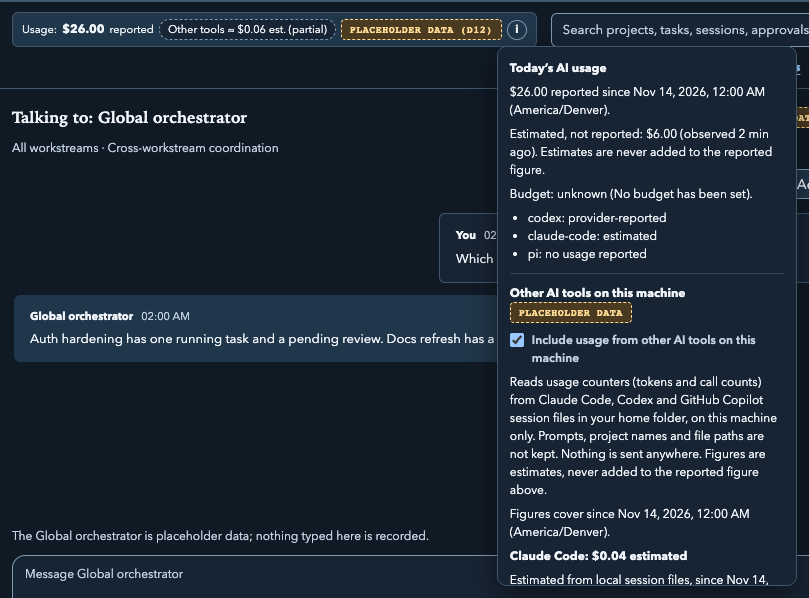 Usage: $26.00 reported
Other tools ≈ $0.06 est. (partial)
PLACEHOLDER DATA (D12)
i
Search projects, tasks, sessions, approvals
Talking to: Global orchestrator
All workstreams · Cross-workstream coordination
You 02
Which
Global orchestrator 02:00 AM
Auth hardening has one running task and a pending review. Docs refresh has a
The Global orchestrator is placeholder data; nothing typed here is recorded.
Message Global orchestrator
Today's AI usage
$26.00 reported since Nov 14, 2026, 12:00 AM
(America/Denver).
Estimated, not reported: $6.00 (observed 2 min
ago). Estimates are never added to the reported
figure.
Budget: unknown (No budget has been set).
• codex: provider-reported
• claude-code: estimated
• pi: no usage reported
Other AI tools on this machine
PLACEHOLDER DATA
Include usage from other AI tools on this
machine
Reads usage counters (tokens and call counts)
from Claude Code, Codex and GitHub Copilot
session files in your home folder, on this machine
only. Prompts, project names and file paths are
not kept. Nothing is sent anywhere. Figures are
estimates, never added to the reported figure
above.
Figures cover since Nov 14, 2026, 12:00 AM
(America/Denver).
Claude Code: $0.04 estimated
Estimated from local session files, since Nov 14,